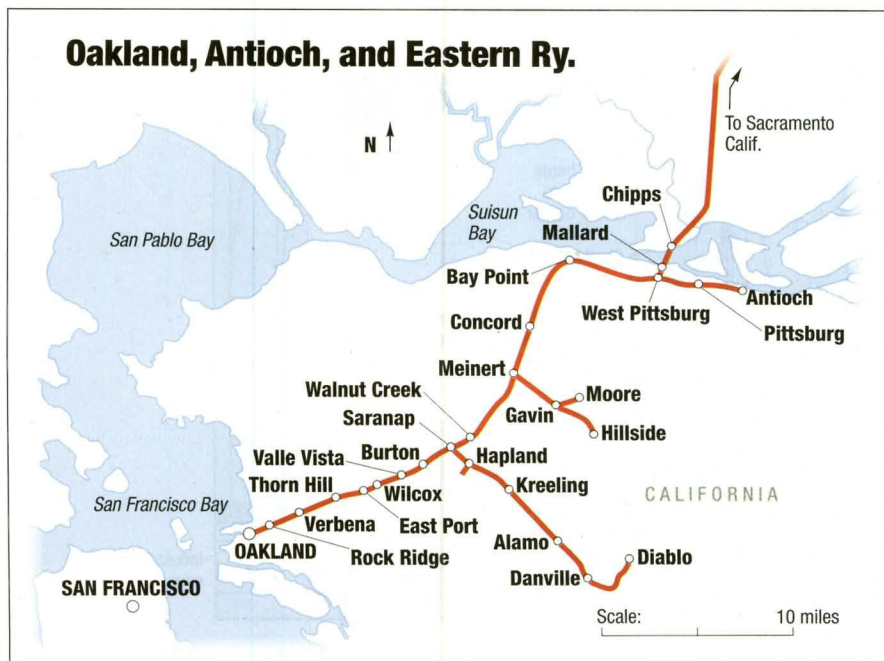 Oakland, Antioch, and Eastern Ry.
N
To Sacramento
Calif.
Chipps
Suisun
Bay
San Pablo Bay
Mallard
Bay Point
West Pittsburg
Antioch
Pittsburg
Concord
Meinert
Walnut Creek
Moore
Saranap
Gavin
Hillside
Valle Vista
Burton
Hapland
Thorn Hill
Wilcox
Kreeling
CALIFORNIA
San Francisco Bay
Verbena
East Port
OAKLAND
Rock Ridge
Alamo
Diablo
Danville
SAN FRANCISCO
Scale:
10 miles